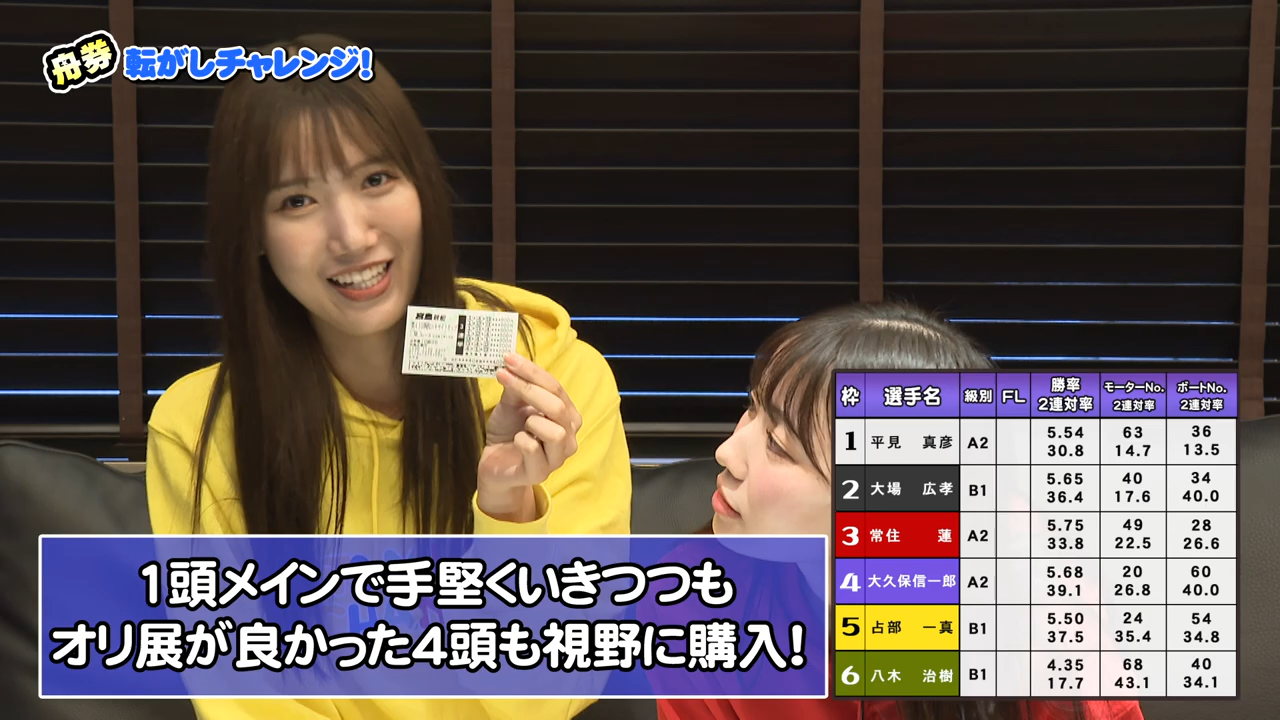 舟券 転がしチャレンジ!
宮島
枠 選手名 級別 FL 勝率 2連対率 モーターNo. 2連対率 ボートNo. 2連対率
1 平見 真彦 A2 5.54 30.8 63 14.7 36 13.5
2 大場 広孝 B1 5.65 36.4 40 17.6 34 40.0
3 常住 蓮 A2 5.75 33.8 49 22.5 28 26.6
4 大久保信一郎 A2 5.68 39.1 20 26.8 60 40.0
5 占部 一真 B1 5.50 37.5 24 35.4 54 34.8
6 八木 治樹 B1 4.35 17.7 68 43.1 40 34.1
1頭メインで手堅くいきつつも
オリ展が良かった4頭も視野に購入!